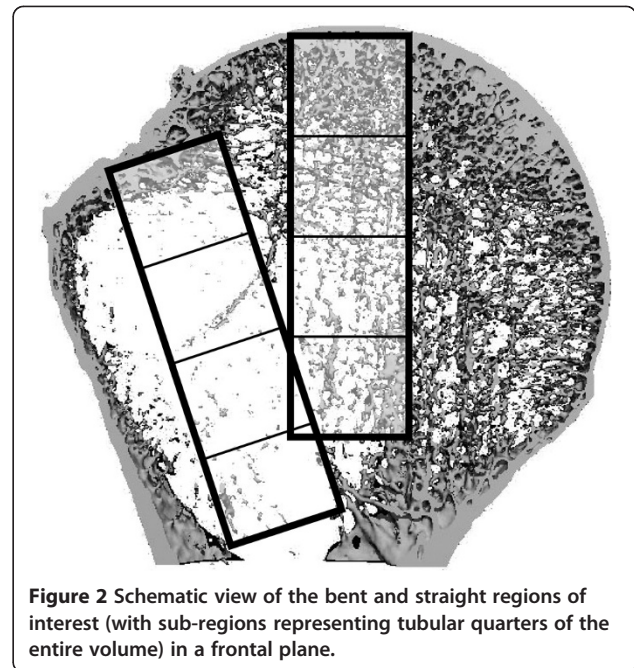 Figure 2 Schematic view of the bent and straight regions of
interest (with sub-regions representing tubular quarters of the
entire volume) in a frontal plane.